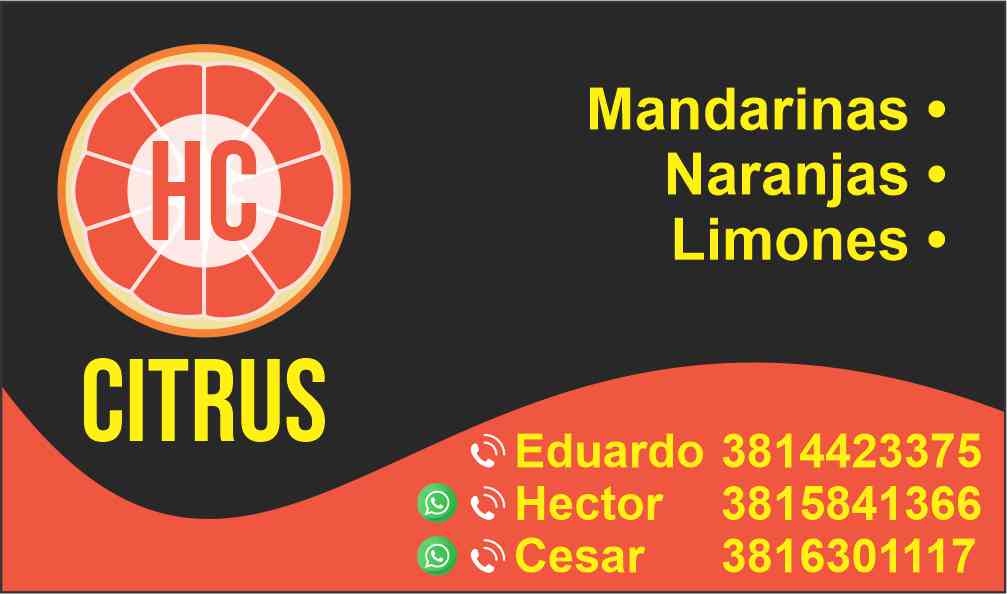 HC
CITRUS
Mandarinas •
Naranjas •
Limones •
Eduardo 3814423375
Hector 3815841366
Cesar 3816301117